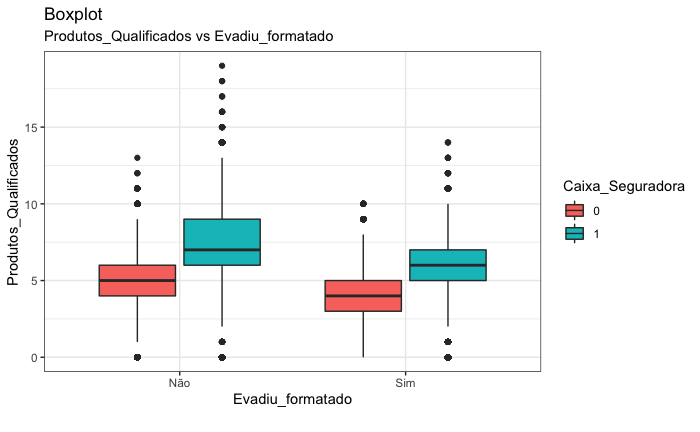 Boxplot
Produtos_Qualificados vs Evadiu_formatado
Produtos_Qualificados
15
10
5
0
Não
Sim
Evadiu_formatado
Caixa_Seguradora
0
1